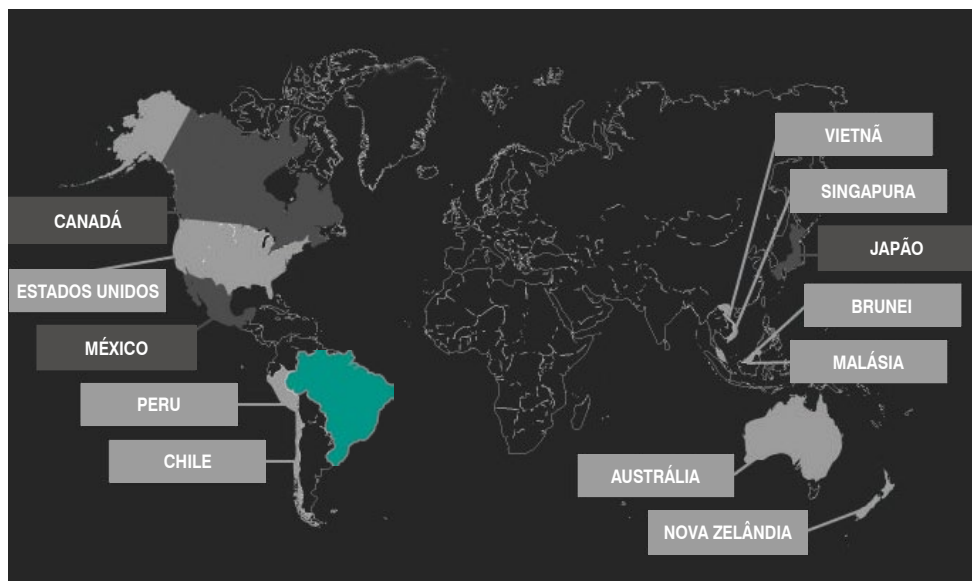 VIETNÃ
SINGAPURA
CANADÁ
JAPÃO
ESTADOS UNIDOS
BRUNEI
MÉXICO
MALÁSIA
PERU
CHILE
AUSTRÁLIA
NOVA ZELÂNDIA